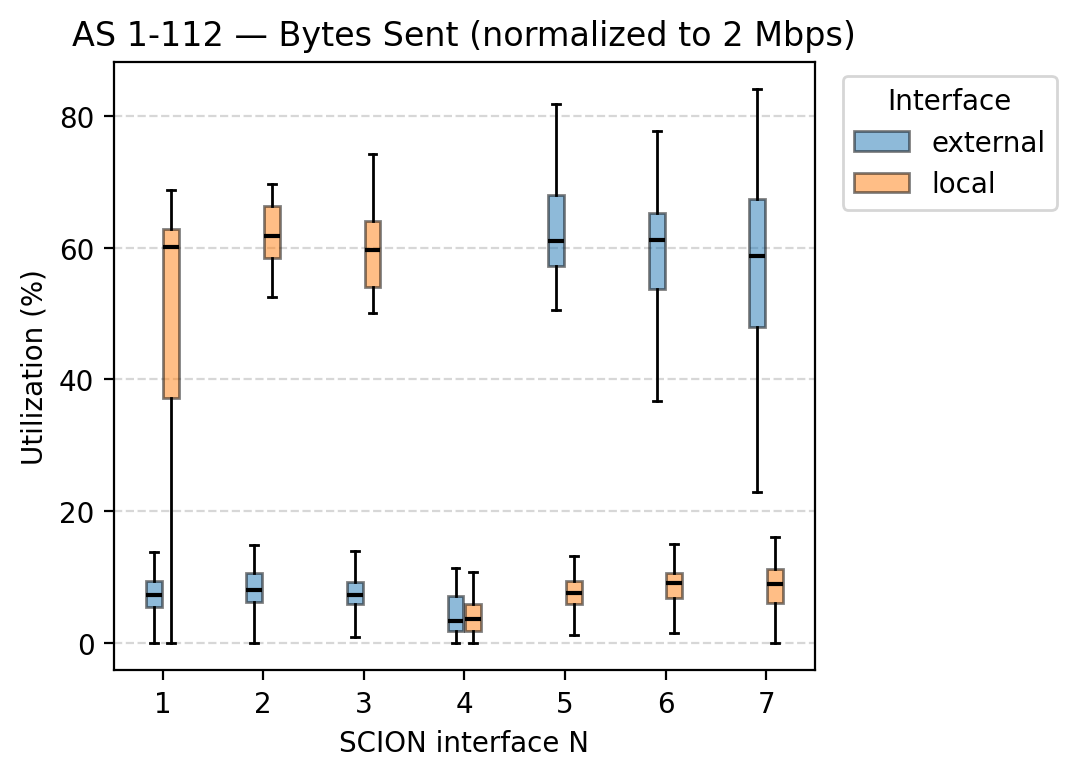 AS 1-112 — Bytes Sent (normalized to 2 Mbps)
Interface
external
local
Utilization (%)
80
60
40
20
0
1 2 3 4 5 6 7
SCION interface N